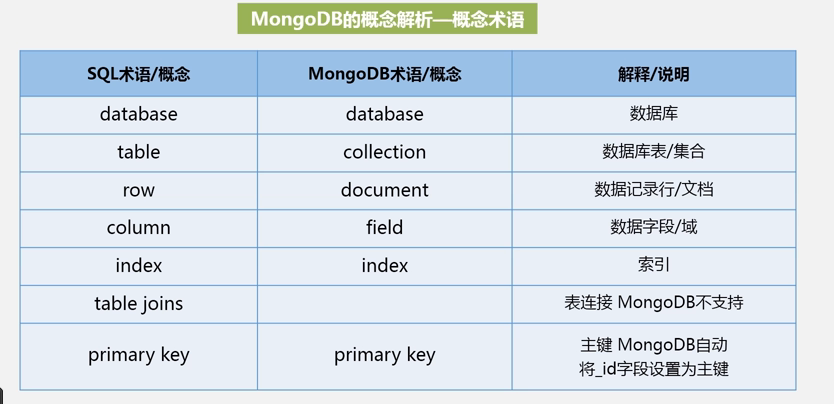 MongoDB的概念解析—概念术语
SQL术语/概念 MongoDB术语/概念 解释/说明
database database 数据库
table collection 数据库表/集合
row document 数据记录行/文档
column field 数据字段/域
index index 索引
table joins 表连接 MongoDB不支持
primary key primary key 主键 MongoDB自动
将_id字段设置为主键